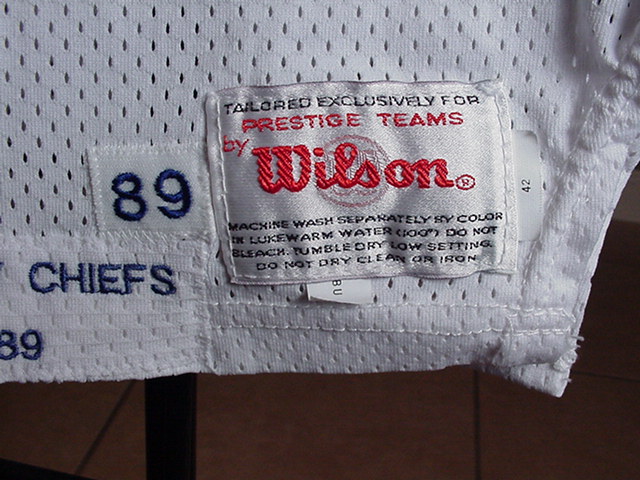 TAILORED EXCLUSIVELY FOR
PRESTIGE TEAMS
by
Wilson®
MACHINE WASH SEPARATELY BY COLOR
IN LUKEWARM WATER (100°) DO NOT
BLEACH. TUMBLE DRY LOW SETTING.
DO NOT DRY CLEAN OR IRON
89
42
CHIEFS
BU
89